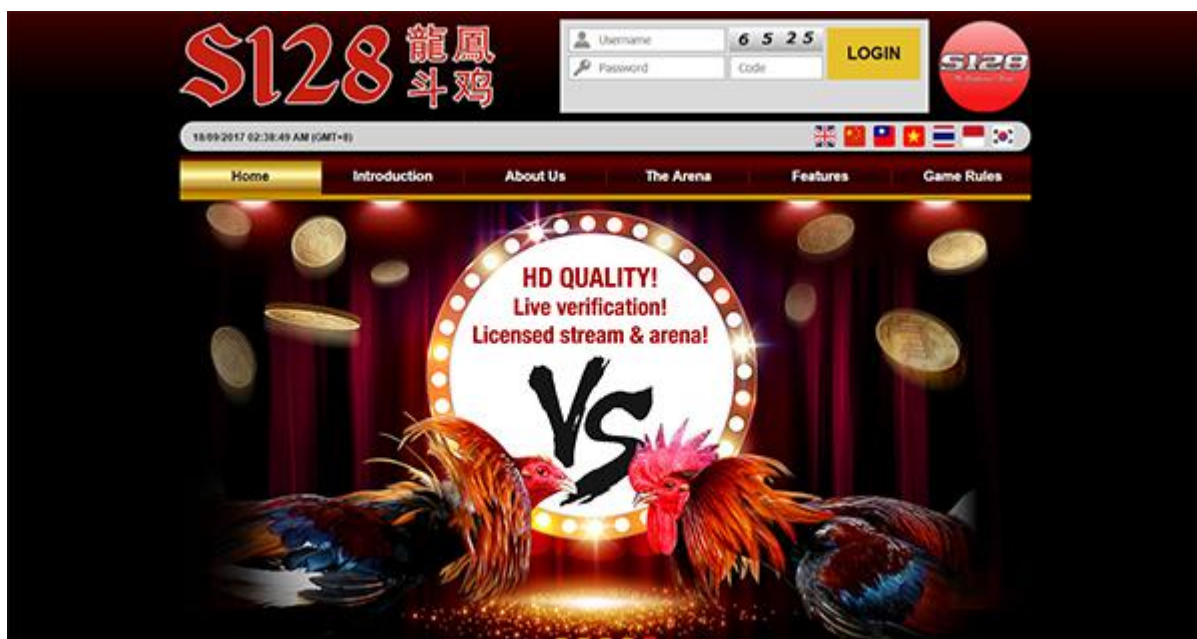 S128 龍鳳
斗鸡
Username
6 5 2 5
LOGIN
Password
Code
S128
18/09/2017 02:38:49 AM (GMT+8)
Home
Introduction
About Us
The Arena
Features
Game Rules
HD QUALITY!
Live verification!
Licensed stream & arena!
VS